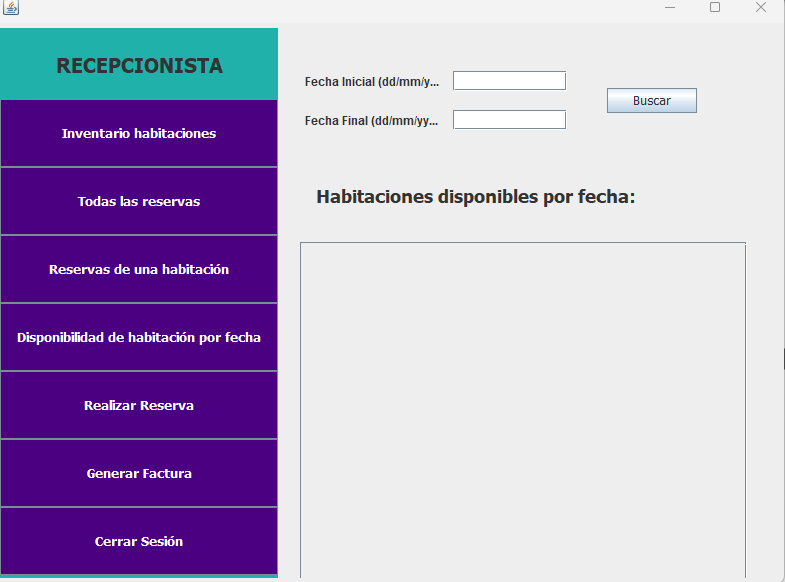 RECEPCIONISTA
Inventario habitaciones
Todas las reservas
Reservas de una habitación
Disponibilidad de habitación por fecha
Realizar Reserva
Generar Factura
Cerrar Sesión
Fecha Inicial (dd/mm/y...
Fecha Final (dd/mm/yy...
Buscar
Habitaciones disponibles por fecha: